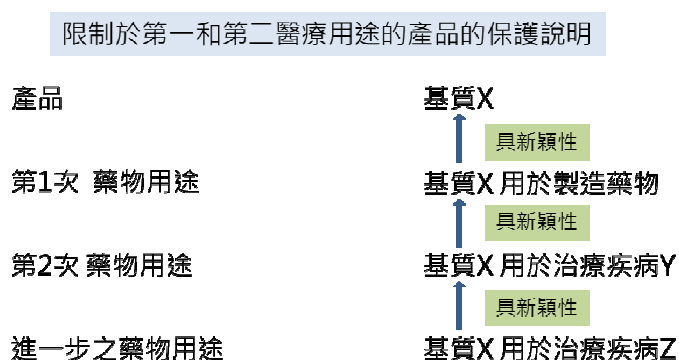 限制於第一和第二醫療用途的產品的保護說明
產品 基質X
具新穎性
第1次 藥物用途 基質X 用於製造藥物
具新穎性
第2次 藥物用途 基質X 用於治療疾病Y
具新穎性
進一步之藥物用途 基質X 用於治療疾病Z